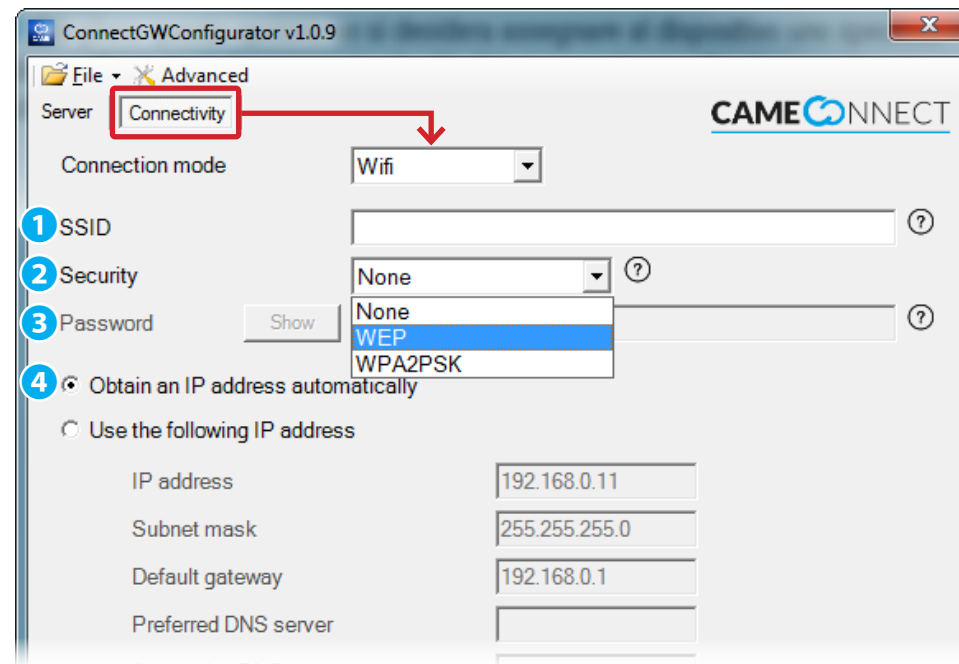 ConnectGWConfigurator v1.0.9
File Advanced
Server Connectivity
CAME CONNECT
Connection mode Wifi
1 SSID ?
2 Security None ?
3 Password Show ?
None
WEP
WPA2PSK
4 Obtain an IP address automatically
Use the following IP address
IP address 192.168.0.11
Subnet mask 255.255.255.0
Default gateway 192.168.0.1
Preferred DNS server